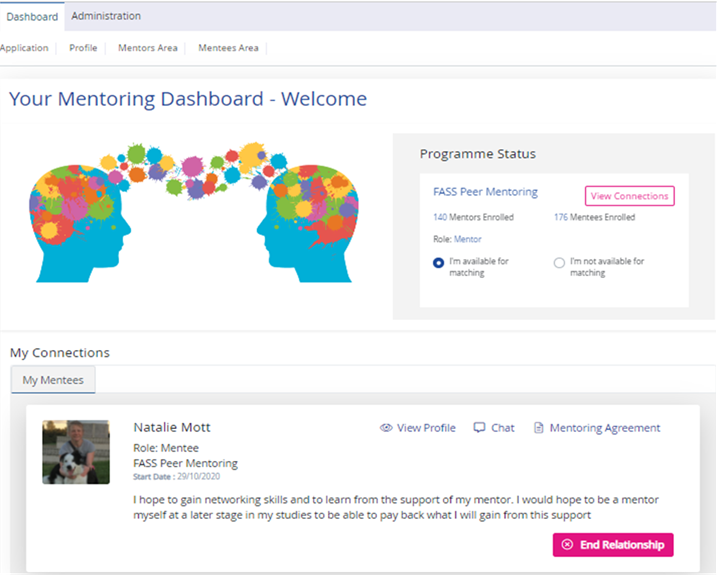 Dashboard Administration
Application Profile Mentors Area Mentees Area
Your Mentoring Dashboard - Welcome
Programme Status
FASS Peer Mentoring View Connections
140 Mentors Enrolled 176 Mentees Enrolled
Role: Mentor
I'm available for matching
I'm not available for matching
My Connections
My Mentees
Natalie Mott View Profile Chat Mentoring Agreement
Role: Mentee
FASS Peer Mentoring
Start Date : 29/10/2020
I hope to gain networking skills and to learn from the support of my mentor. I would hope to be a mentor
myself at a later stage in my studies to be able to pay back what I will gain from this support
End Relationship